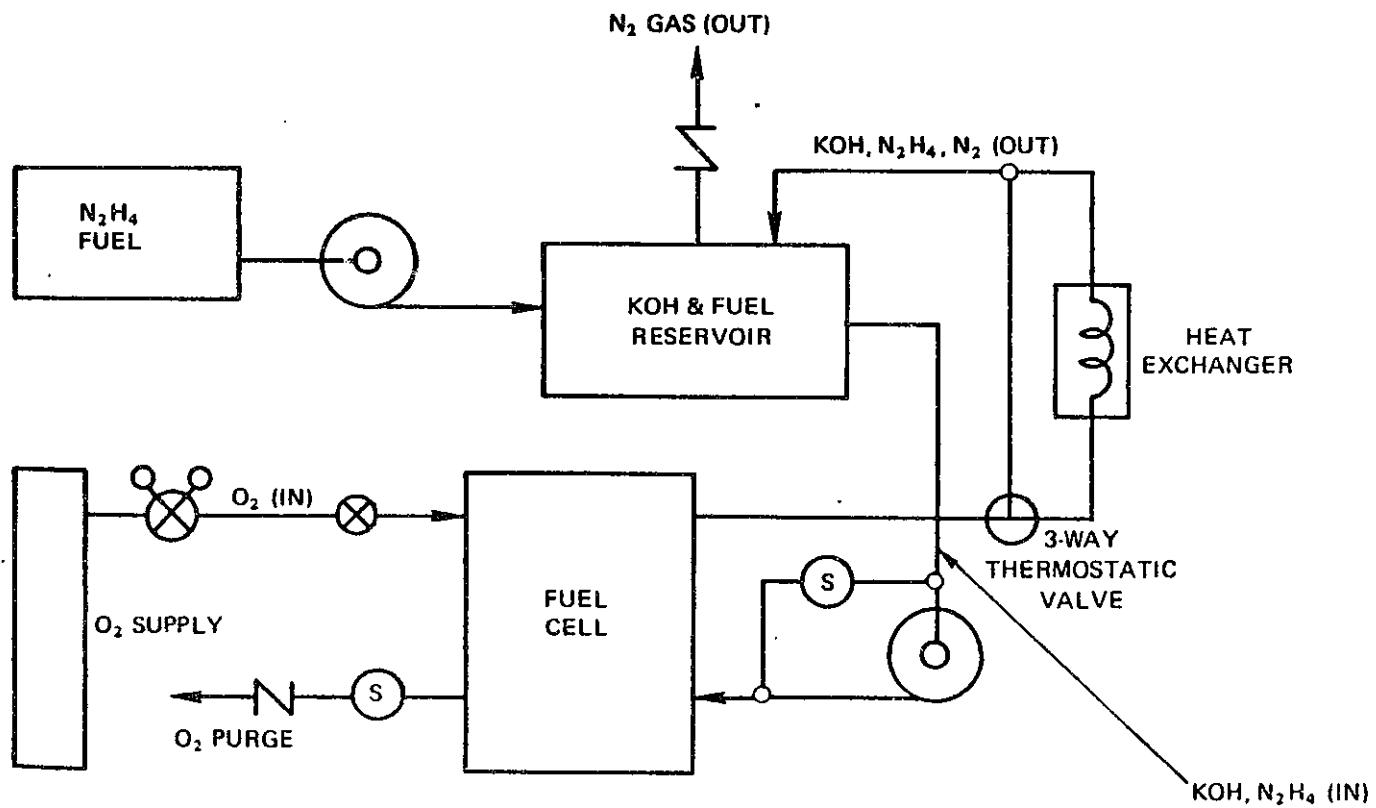 N₂ GAS (OUT)
KOH, N₂H₄, N₂ (OUT)
N₂H₄
FUEL
KOH & FUEL
RESERVOIR
HEAT
EXCHANGER
O₂ (IN)
3-WAY
THERMOSTATIC
VALVE
S
FUEL
CELL
O₂ SUPPLY
S
O₂ PURGE
KOH, N₂H₄ (IN)